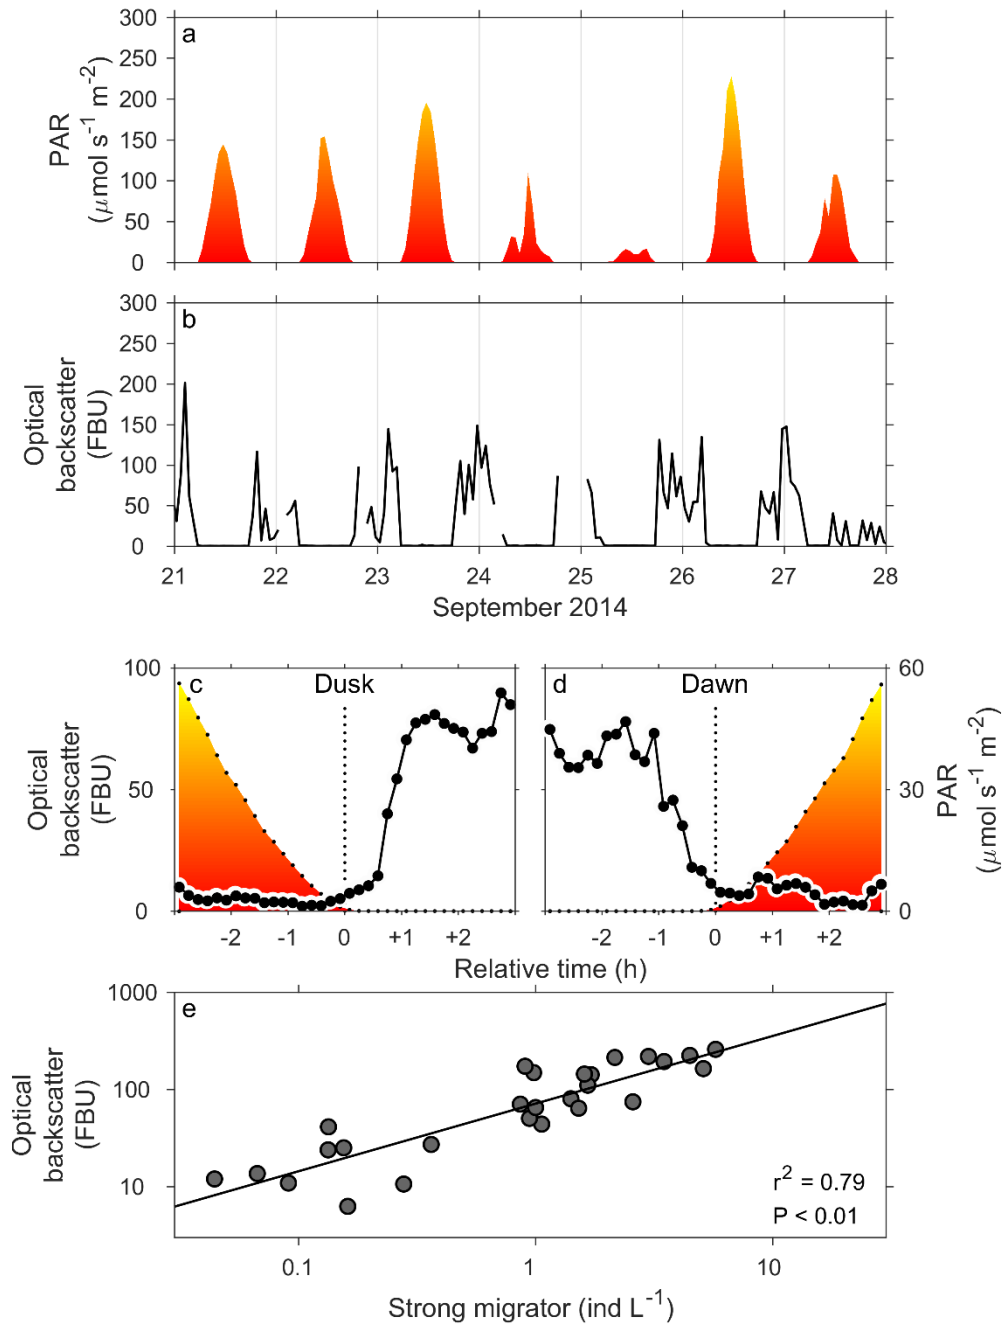 a
300
250
200
150
100
50
0
PAR
(μmol s⁻¹ m⁻²)
b
300
250
200
150
100
50
0
Optical
backscatter
(FBU)
21 22 23 24 25 26 27 28
September 2014
c Dusk
d Dawn
100
50
0
Optical
backscatter
(FBU)
60
30
0
PAR
(μmol s⁻¹ m⁻²)
-2 -1 0 +1 +2
-2 -1 0 +1 +2
Relative time (h)
e
1000
100
10
Optical
backscatter
(FBU)
r² = 0.79
P < 0.01
0.1 1 10
Strong migrator (ind L⁻¹)